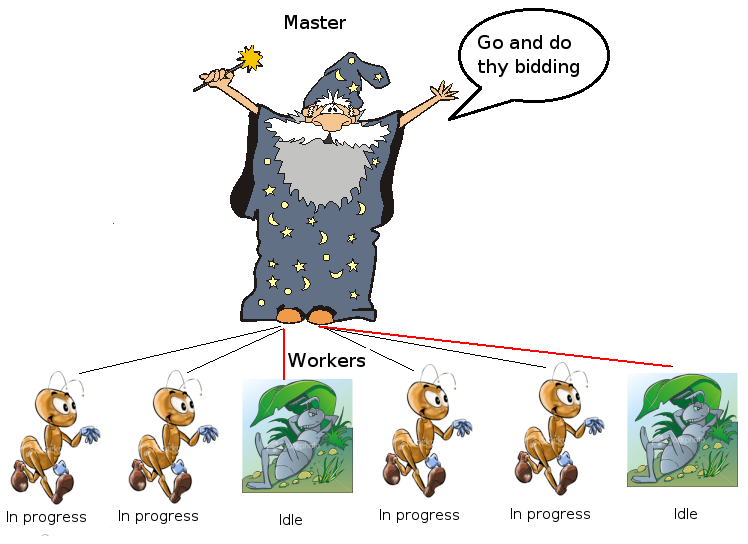 Master
Go and do
thy bidding
Workers
In progress
In progress
Idle
In progress
In progress
Idle